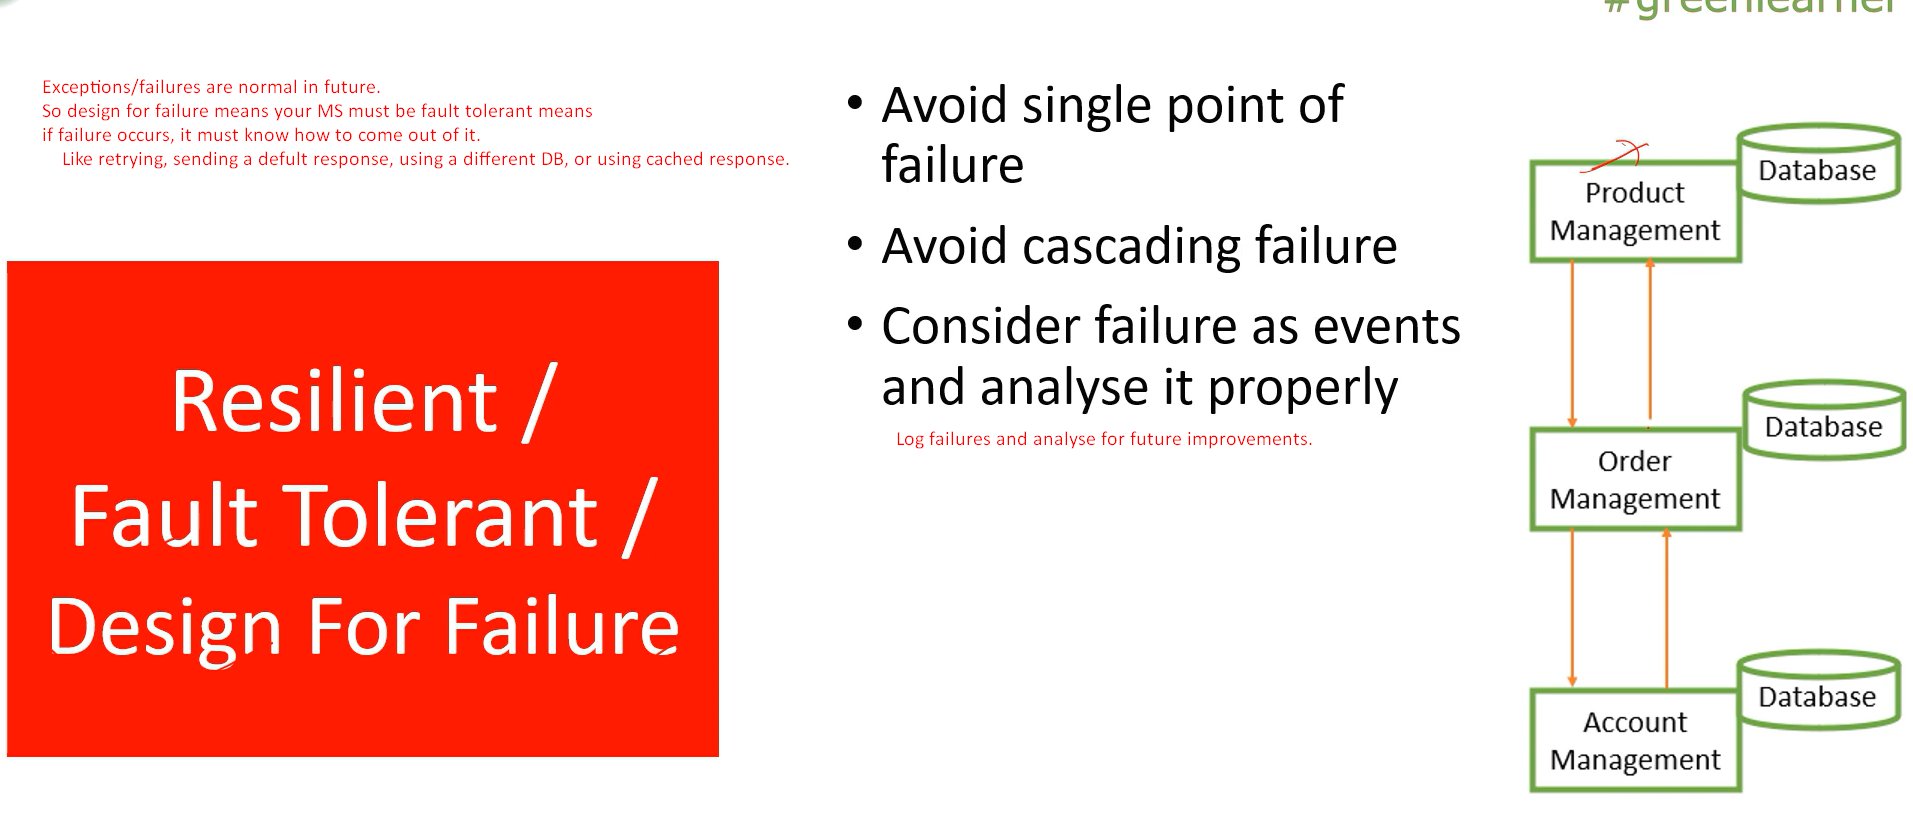 #greenlearner
Exceptions/failures are normal in future.
So design for failure means your MS must be fault tolerant means
if failure occurs, it must know how to come out of it.
Like retrying, sending a defult response, using a different DB, or using cached response.
Resilient /
Fault Tolerant /
Design For Failure
• Avoid single point of
failure
• Avoid cascading failure
• Consider failure as events
and analyse it properly
Log failures and analyse for future improvements.
Database
Product
Management
Database
Order
Management
Database
Account
Management